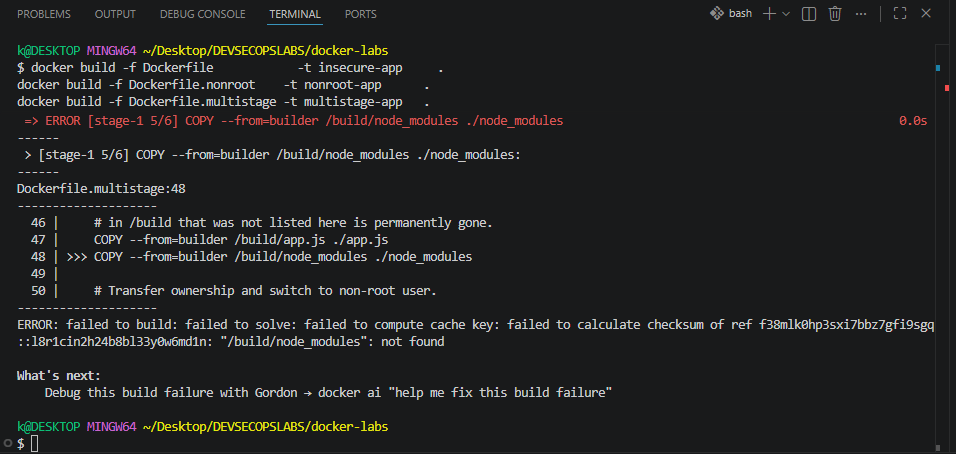 PROBLEMS OUTPUT DEBUG CONSOLE TERMINAL PORTS bash
k@DESKTOP MINGW64 ~/Desktop/DEVSECOPSLABS/docker-labs
$ docker build -f Dockerfile            -t insecure-app     .
docker build -f Dockerfile.nonroot    -t nonroot-app      .
docker build -f Dockerfile.multistage -t multistage-app   .
=> ERROR [stage-1 5/6] COPY --from=builder /build/node_modules ./node_modules 0.0s
------
> [stage-1 5/6] COPY --from=builder /build/node_modules ./node_modules:
------
Dockerfile.multistage:48
--------------------
46 |     # in /build that was not listed here is permanently gone.
47 |     COPY --from=builder /build/app.js ./app.js
48 | >>> COPY --from=builder /build/node_modules ./node_modules
49 |
50 |     # Transfer ownership and switch to non-root user.
--------------------
ERROR: failed to build: failed to solve: failed to compute cache key: failed to calculate checksum of ref f38mlk0hp3sxi7bbz7gfi9sgq
::l8r1cin2h24b8bl33y0w6md1n: "/build/node_modules": not found
What's next:
Debug this build failure with Gordon → docker ai "help me fix this build failure"
k@DESKTOP MINGW64 ~/Desktop/DEVSECOPSLABS/docker-labs
$